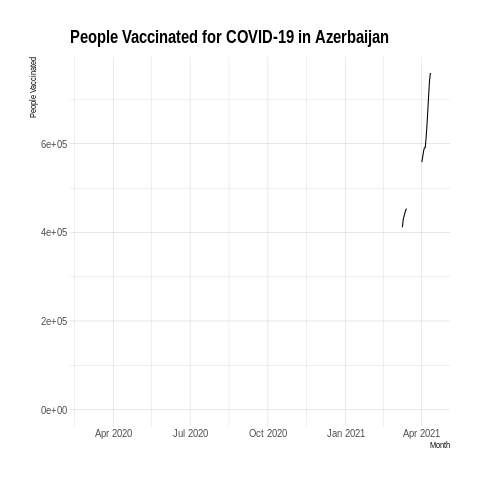 People Vaccinated for COVID-19 in Azerbaijan
People Vaccinated
6e+05
4e+05
2e+05
0e+00
Apr 2020 Jul 2020 Oct 2020 Jan 2021 Apr 2021
Month